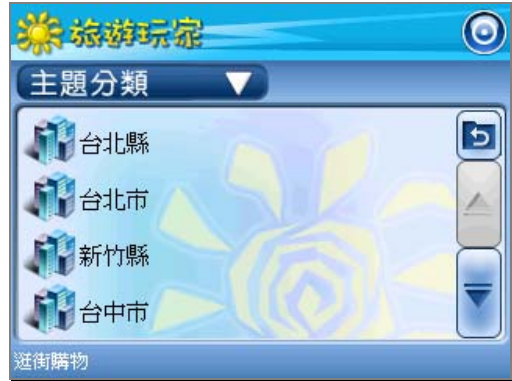 旅遊玩家
主題分類
台北縣
台北市
新竹縣
台中市
逛街購物